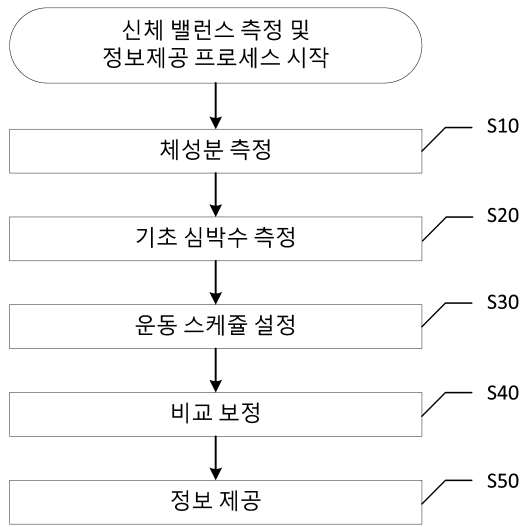 신체 밸런스 측정 및
정보제공 프로세스 시작
S10
체성분 측정
S20
기초 심박수 측정
S30
운동 스케쥴 설정
S40
비교 보정
S50
정보 제공